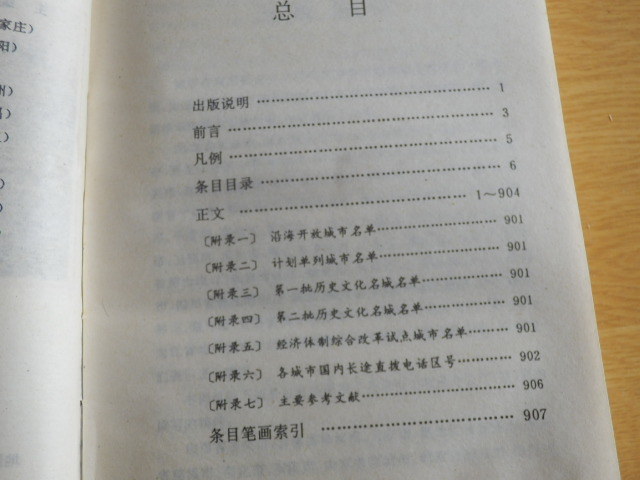 家庄）
阳）
总 目
出版说明 …………………………………… 1
前言 …………………………………… 3
凡例 …………………………………… 5
条目目录 …………………………………… 6
正文 …………………………………… 1～904
〔附录一〕 沿海开放城市名单 ……………… 901
〔附录二〕 计划单列城市名单 ……………… 901
〔附录三〕 第一批历史文化名城名单 ……………… 901
〔附录四〕 第二批历史文化名城名单 ……………… 901
〔附录五〕 经济体制综合改革试点城市名单 ……… 901
〔附录六〕 各城市国内长途直拨电话区号 ………… 902
〔附录七〕 主要参考文献 …………………… 906
条目笔画索引 …………………………… 907